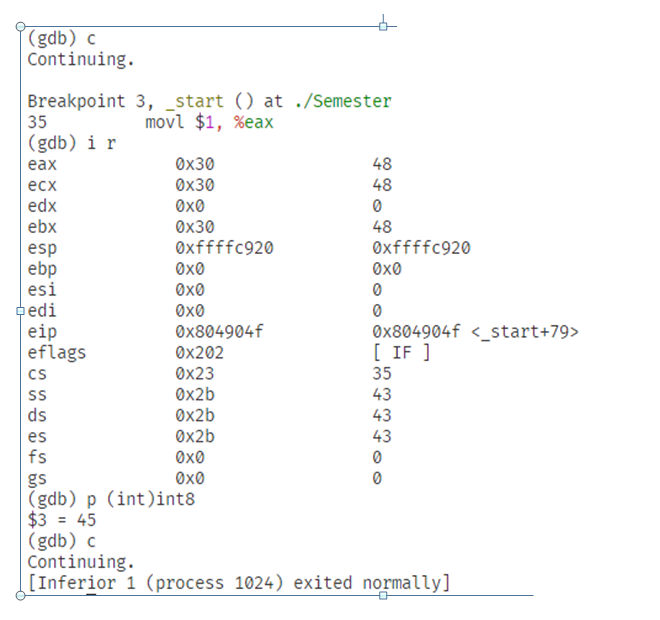 (gdb) c
Continuing.
Breakpoint 3, _start () at ./Semester
35 movl $1, %eax
(gdb) i r
eax 0x30 48
ecx 0x30 48
edx 0x0 0
ebx 0x30 48
esp 0xffffc920 0xffffc920
ebp 0x0 0x0
esi 0x0 0
edi 0x0 0
eip 0x804904f 0x804904f <_start+79>
eflags 0x202 [ IF ]
cs 0x23 35
ss 0x2b 43
ds 0x2b 43
es 0x2b 43
fs 0x0 0
gs 0x0 0
(gdb) p (int)int8
$3 = 45
(gdb) c
Continuing.
[Inferior 1 (process 1024) exited normally]